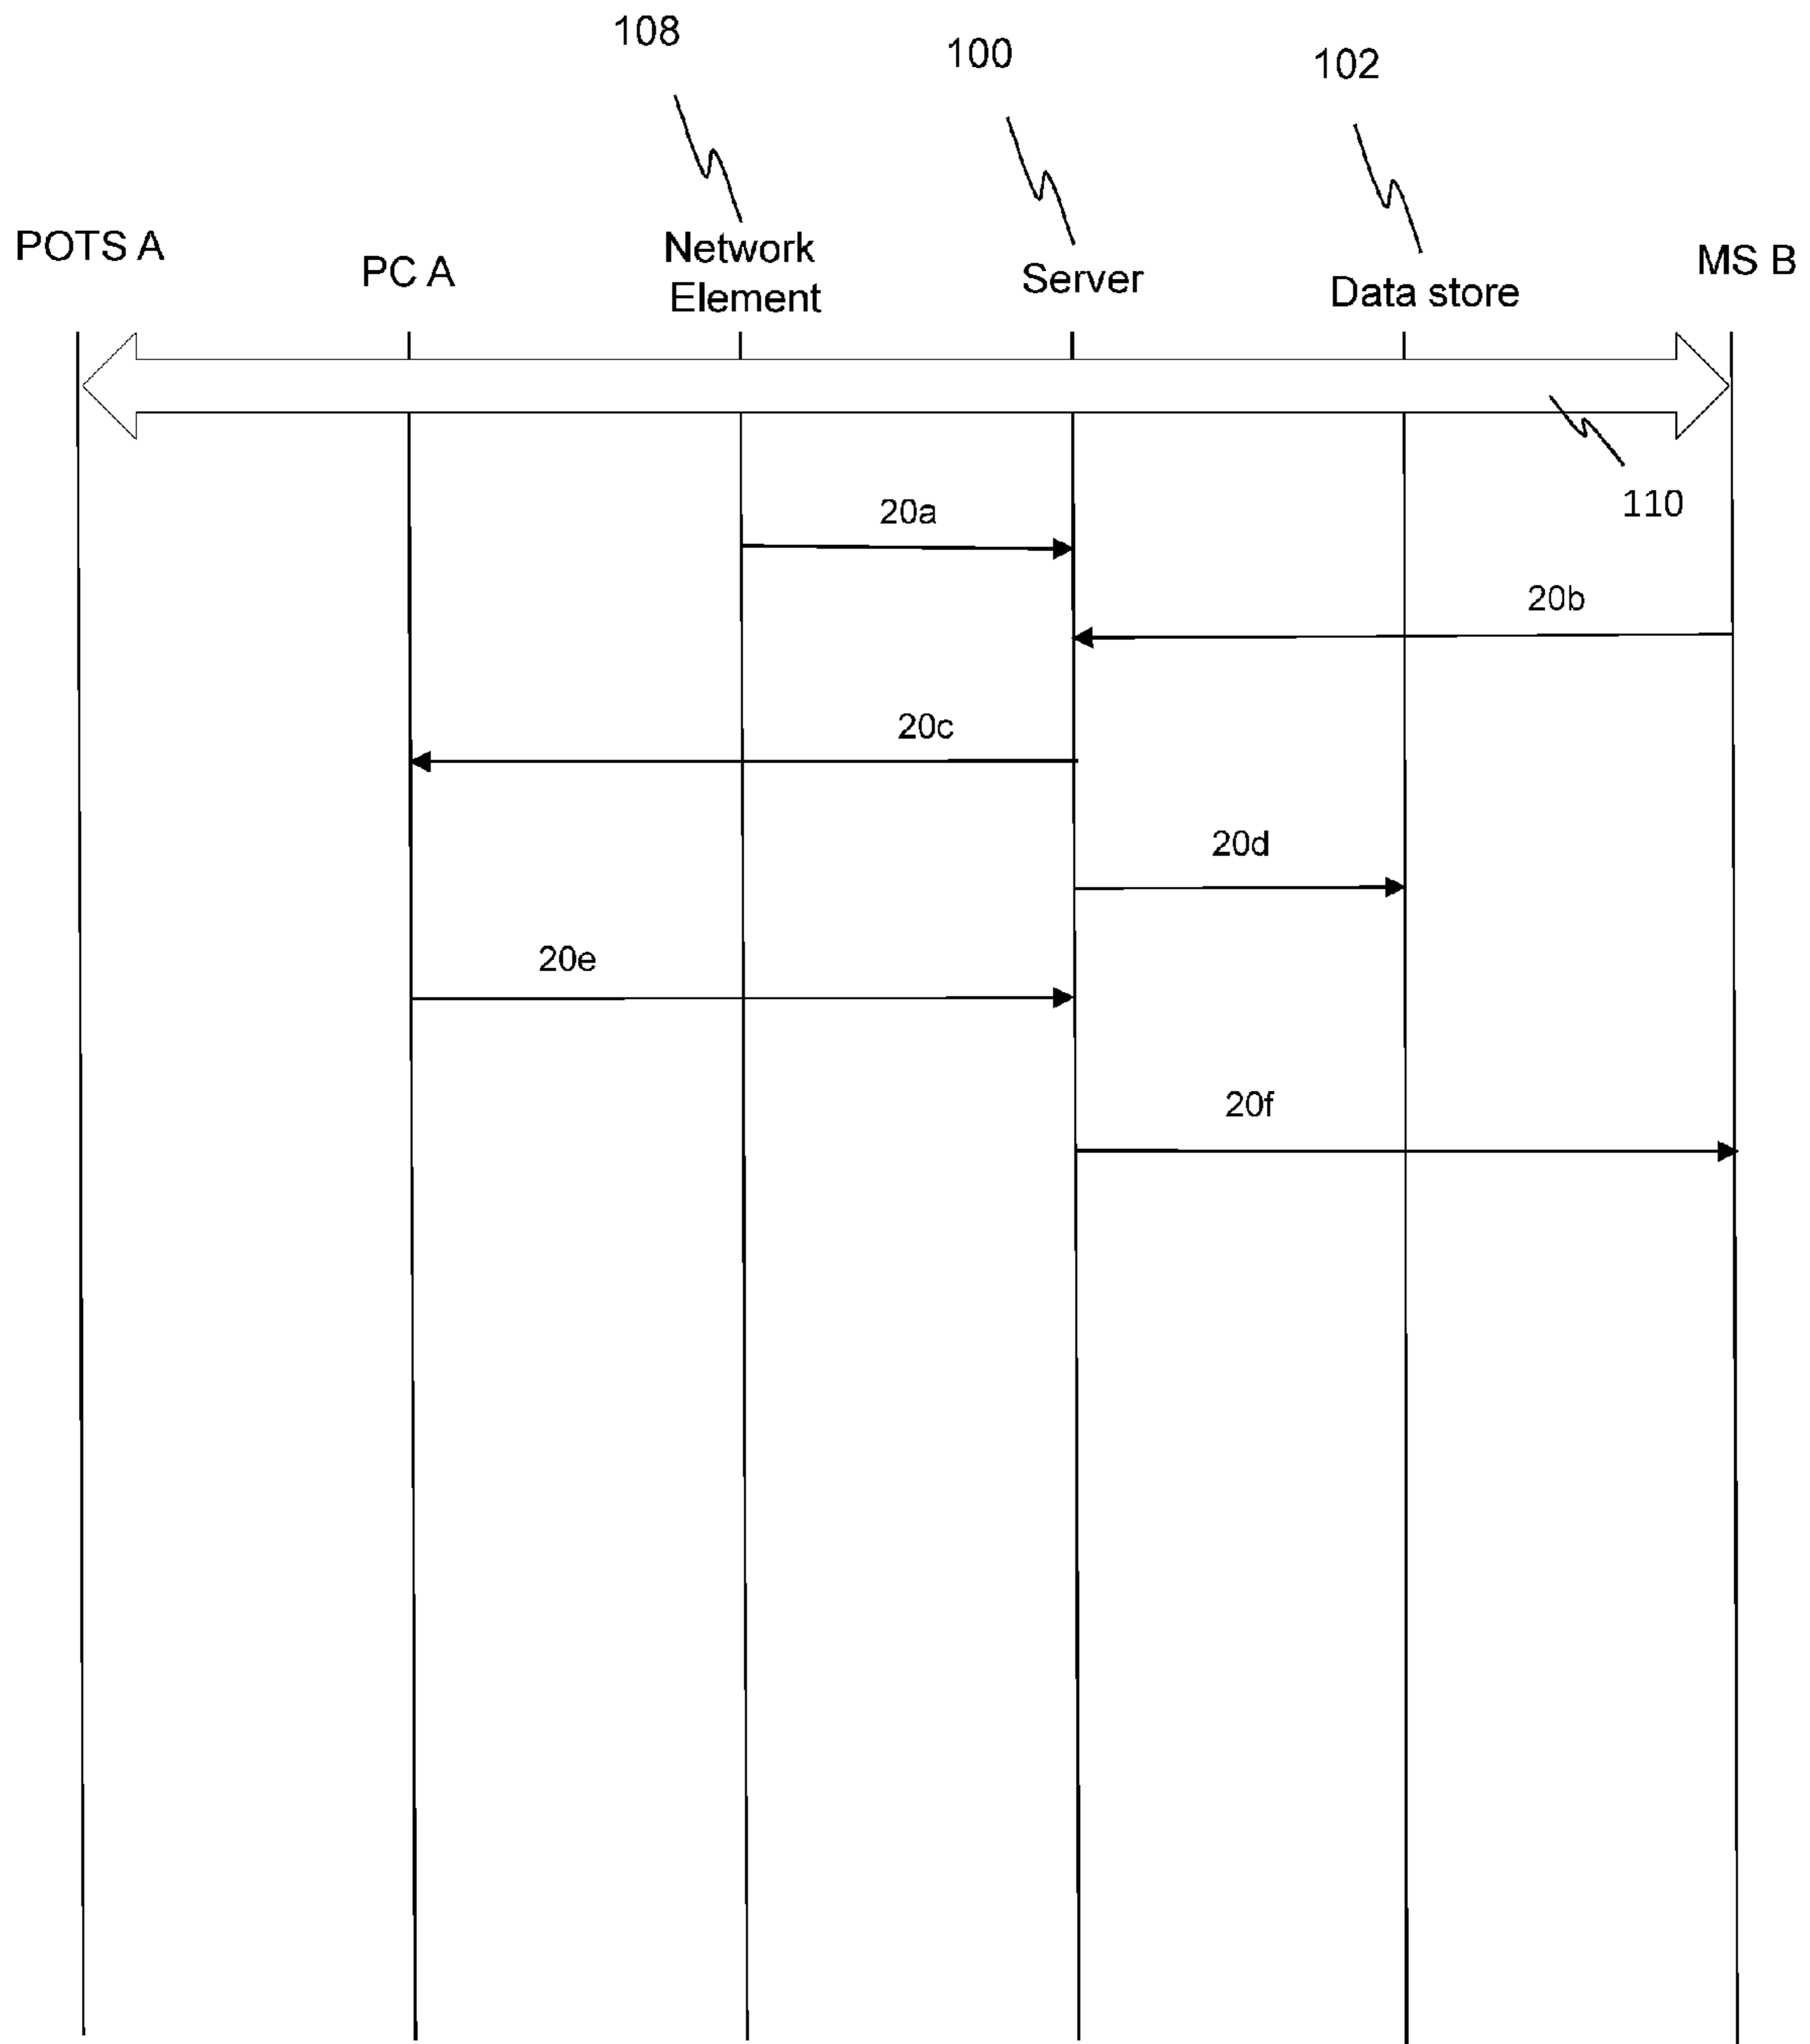 108
100
102
POTS A
PC A
Network
Element
Server
Data store
MS B
110
20a
20b
20c
20d
20e
20f